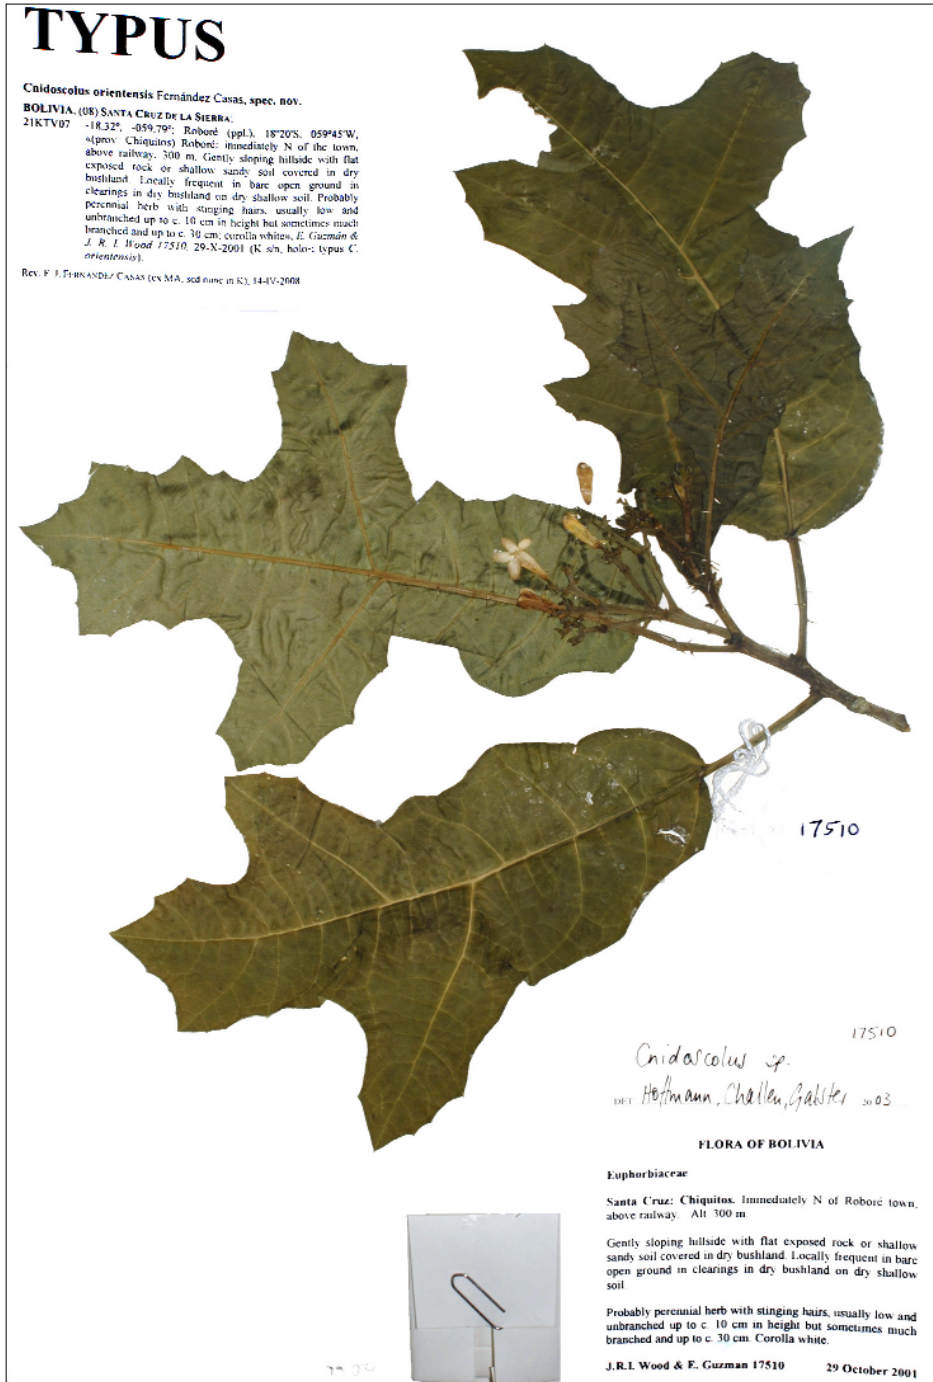 TYPUS
Cnidoscolus orientensis Fernández Casas, spec. nov.
BOLIVIA. (08) SANTA CRUZ DE LA SIERRA:
21KTV07 -18.32°, -059.79°: Roboré (ppl.), 18°20'S, 059°45'W,
«(prov Chiquitos) Roboré: immediately N of the town,
above railway. 300 m. Gently sloping hillside with flat
exposed rock or shallow sandy soil covered in dry
bushland. Locally frequent in bare open ground in
clearings in dry bushland on dry shallow soil. Probably
perennial herb with stinging hairs, usually low and
unbranched up to c. 10 cm in height but sometimes much
branched and up to c. 30 cm; corolla white», E. Guzmán &
J. R. I. Wood 17510, 29-X-2001 (K s/n, holo-: typus C.
orientensis).
Rev. F. J. FERNÁNDEZ CASAS (ex MA, sed nunc in K), 14-IV-2008
17510
17510
Cnidoscolus sp.
DET Hoffmann, Challen, Gabster 2003
FLORA OF BOLIVIA
Euphorbiaceae
Santa Cruz: Chiquitos. Immediately N of Roboré town,
above railway. Alt 300 m.
Gently sloping hillside with flat exposed rock or shallow
sandy soil covered in dry bushland. Locally frequent in bare
open ground in clearings in dry bushland on dry shallow
soil.
Probably perennial herb with stinging hairs, usually low and
unbranched up to c. 10 cm in height but sometimes much
branched and up to c. 30 cm. Corolla white.
J.R.I. Wood & E. Guzman 17510 29 October 2001